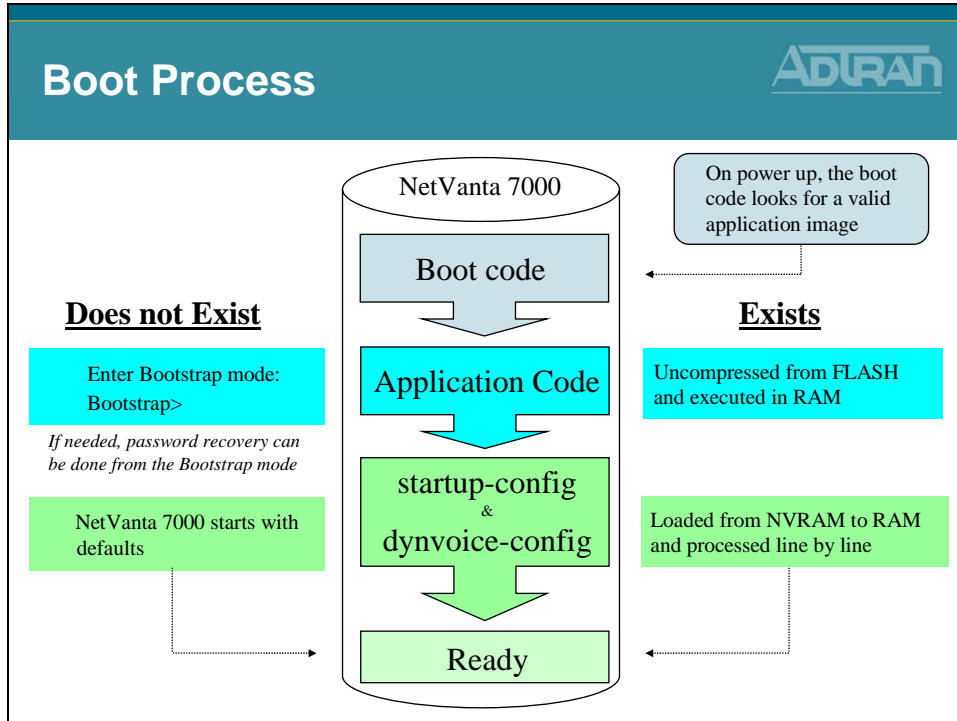 Boot Process
ADTRAN
NetVanta 7000
On power up, the boot
code looks for a valid
application image
Boot code
Does not Exist
Exists
Enter Bootstrap mode:
Bootstrap>
Application Code
Uncompressed from FLASH
and executed in RAM
If needed, password recovery can
be done from the Bootstrap mode
startup-config
&
dynvoice-config
NetVanta 7000 starts with
defaults
Loaded from NVRAM to RAM
and processed line by line
Ready